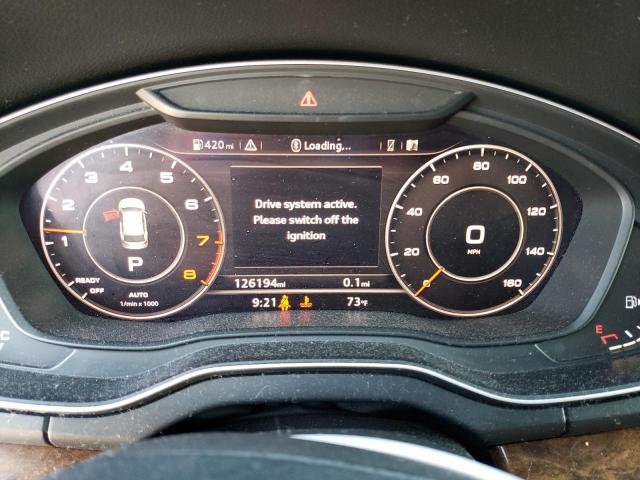 420 mi
Loading...
Drive system active.
Please switch off the
ignition
1 2 3 4 5 6 7 8
P
READY
OFF
AUTO
1/min x 1000
0
MPH
20 40 60 80 100 120 140 160
126194mi 0.1mi
9:21 73°F
C
E